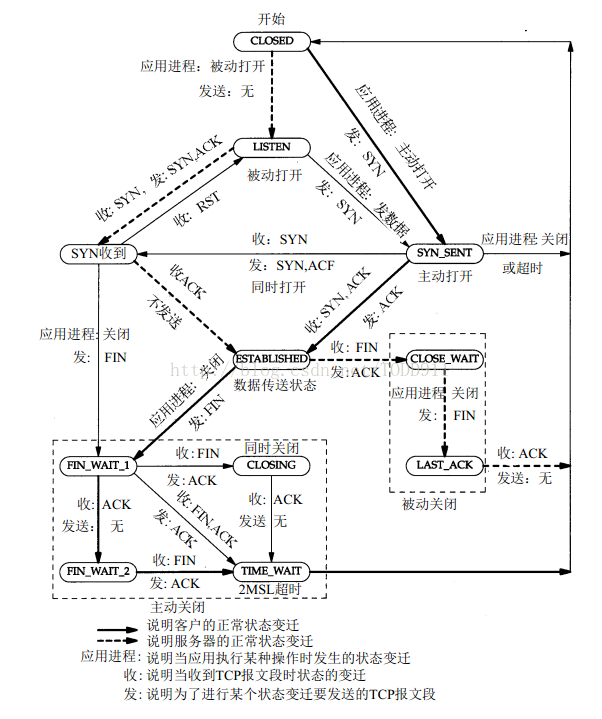 开始
CLOSED
应用进程：被动打开
发送：无
应用进程：主动打开
发：SYN
LISTEN
被动打开
收: SYN，发: SYN,ACK
收：RST
应用进程：发数据
发：SYN
SYN收到
收：SYN
发：SYN,ACF
同时打开
SYN_SENT
主动打开
应用进程:关闭
或超时
收ACK
不发送
收: SYN, ACK
发: ACK
应用进程:关闭
发: FIN
ESTABLISHED
数据传送状态
收: FIN
发: ACK
CLOSE_WAIT
应用进程：关闭
发: FIN
应用进程 关闭
发: FIN
同时关闭
FIN_WAIT_1
收: FIN
发: ACK
CLOSING
LAST_ACK
收: ACK
发送: 无
被动关闭
收: ACK
发送： 无
收: FIN,ACK
发: ACK
收: ACK
发送 无
FIN_WAIT_2
收: FIN
发: ACK
TIME_WAIT
2MSL超时
主动关闭
说明客户的正常状态变迁
说明服务器的正常状态变迁
应用进程: 说明当应用执行某种操作时发生的状态变迁
收: 说明当收到TCP报文段时状态的变迁
发: 说明为了进行某个状态变迁要发送的TCP报文段